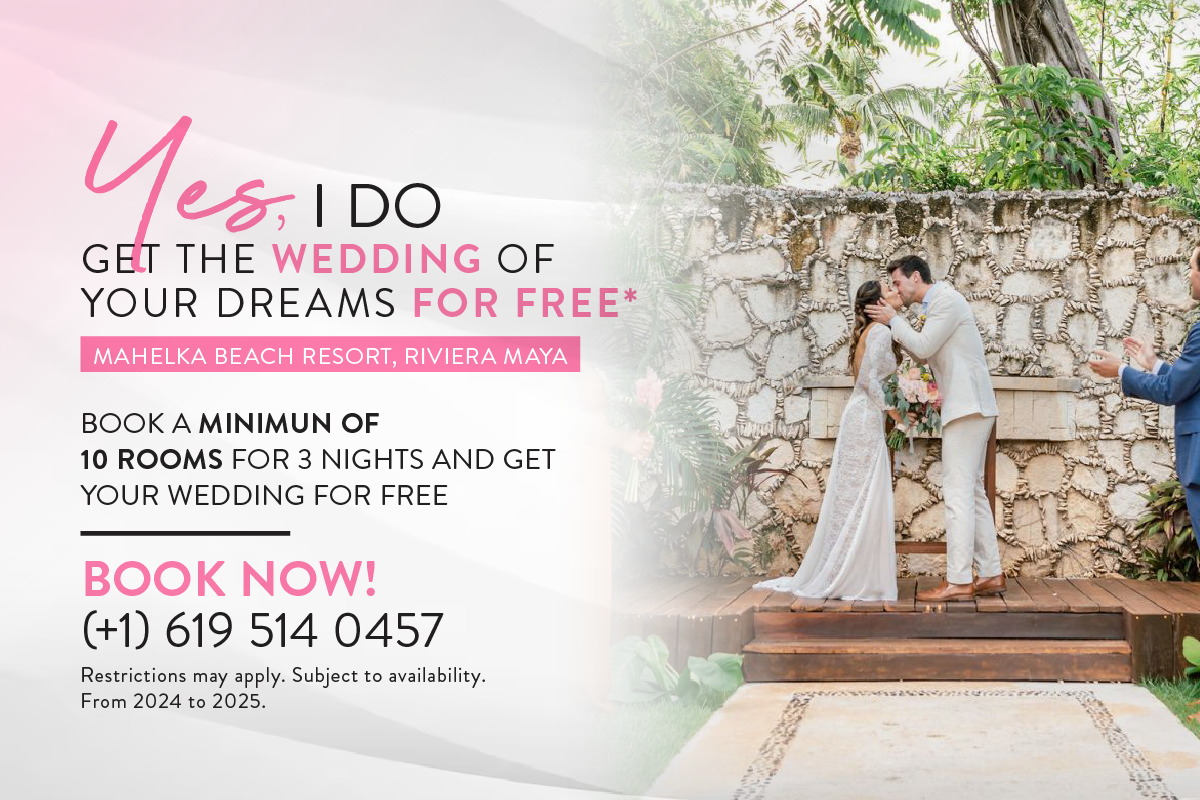 Yes, I DO
GET THE WEDDING OF
YOUR DREAMS FOR FREE*
MAHELKA BEACH RESORT, RIVIERA MAYA
BOOK A MINIMUN OF
10 ROOMS FOR 3 NIGHTS AND GET
YOUR WEDDING FOR FREE
BOOK NOW!
(+1) 619 514 0457
Restrictions may apply. Subject to availability.
From 2024 to 2025.